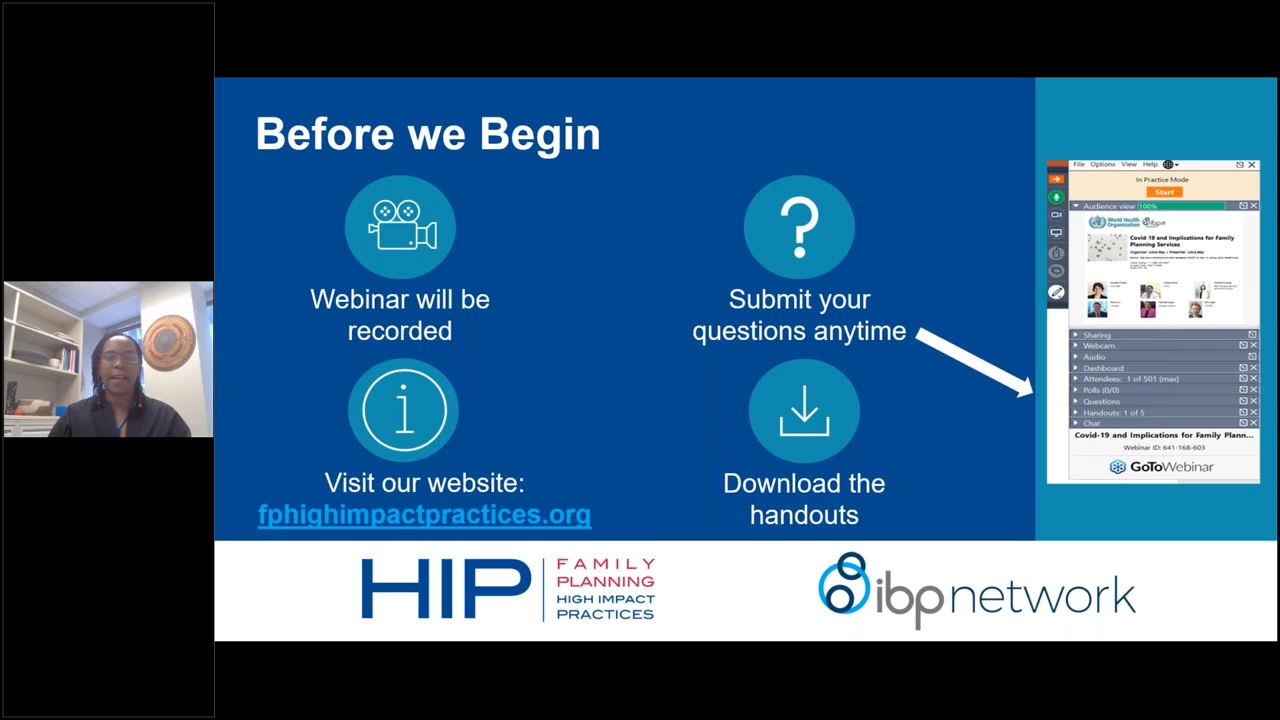 Before we Begin
Webinar will be
recorded
Submit your
questions anytime
Visit our website:
fphighimpactpractices.org
Download the
handouts
File Options View Help
In Practice Mode
Start
Audience view 100%
World Health
Organization
ibp
Covid-19 and Implications for Family
Planning Services
Sharing
Webcam
Audio
Dashboard
Attendees: 1 of 501 (max)
Polls (0/0)
Questions
Handouts: 1 of 5
Chat
Covid-19 and Implications for Family Plann...
Webinar ID: 641-168-603
GoToWebinar
HIP
FAMILY
PLANNING
HIGH IMPACT
PRACTICES
ibpnetwork